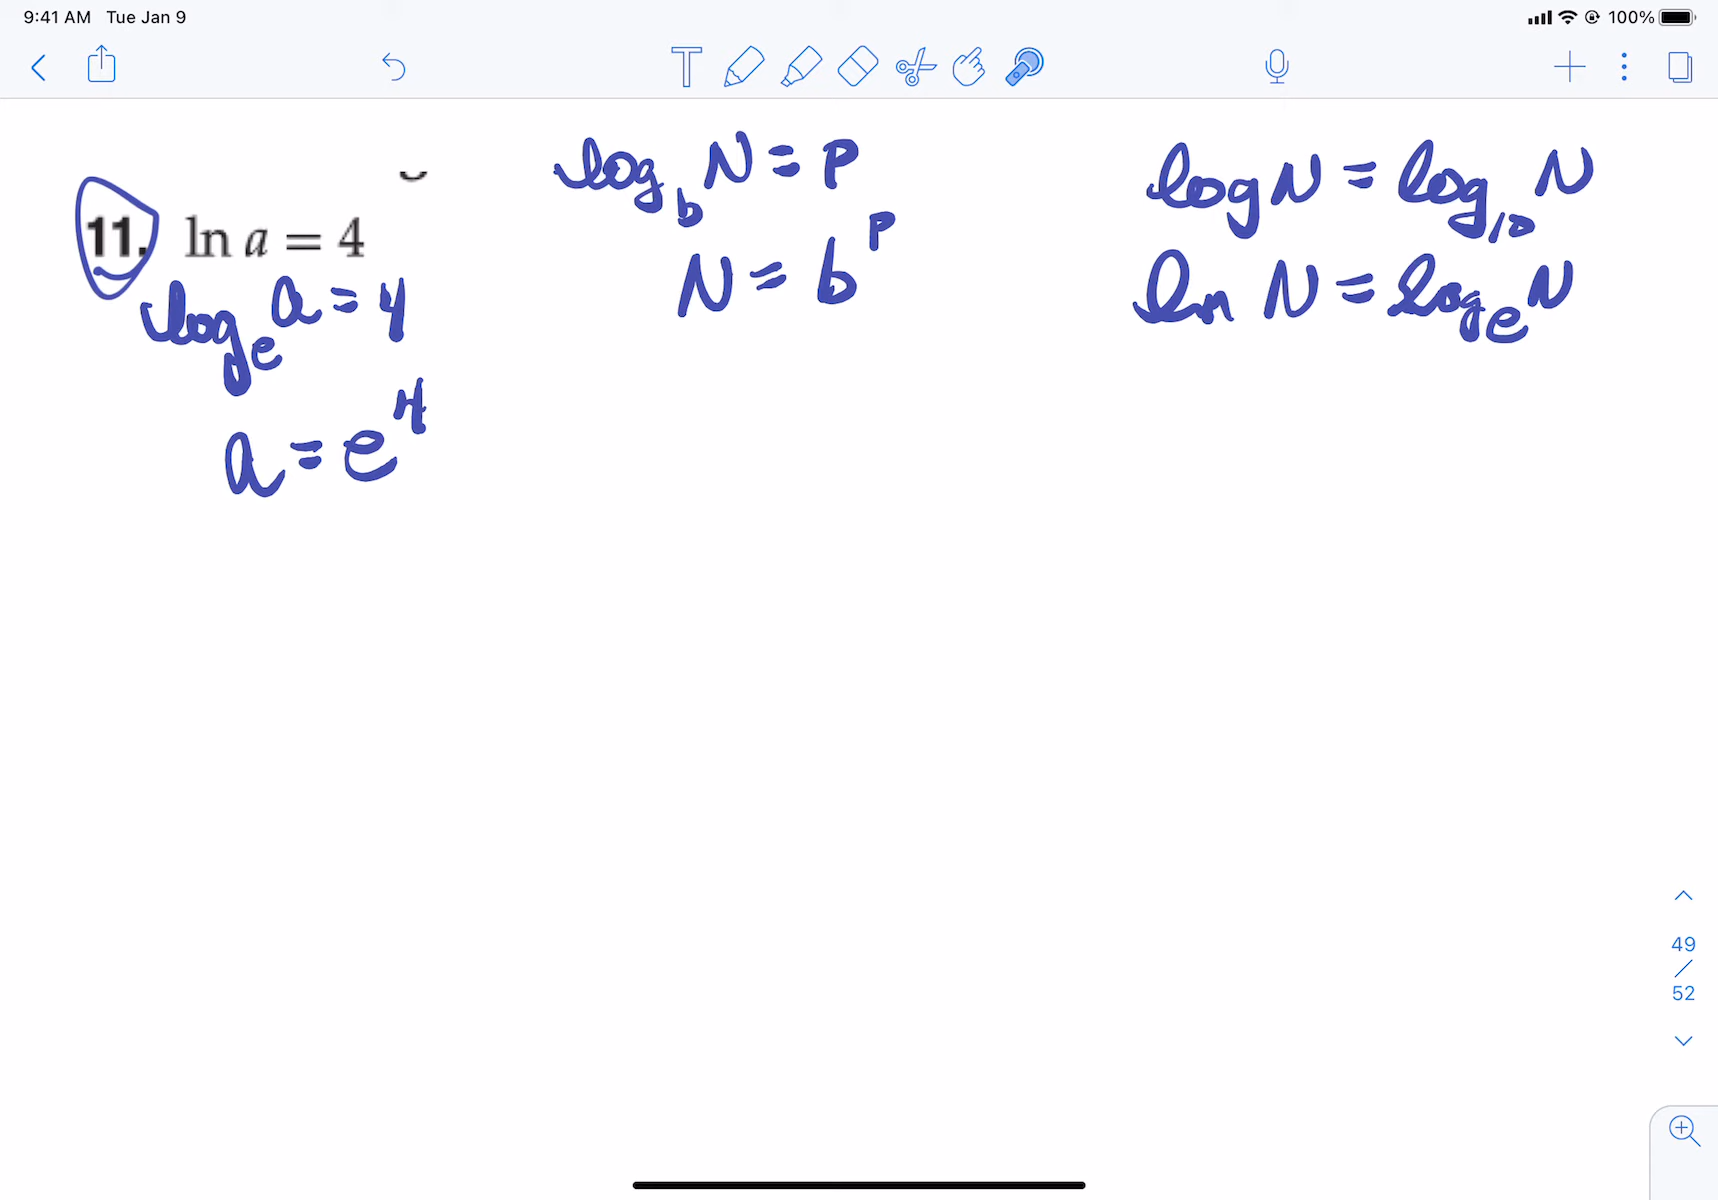 9:41 AM Tue Jan 9
100%
11. ln a = 4
log_e a = 4
a = e^4
log_b N = P
N = b^P
log N = log_10 N
ln N = log_e N
49
/
52